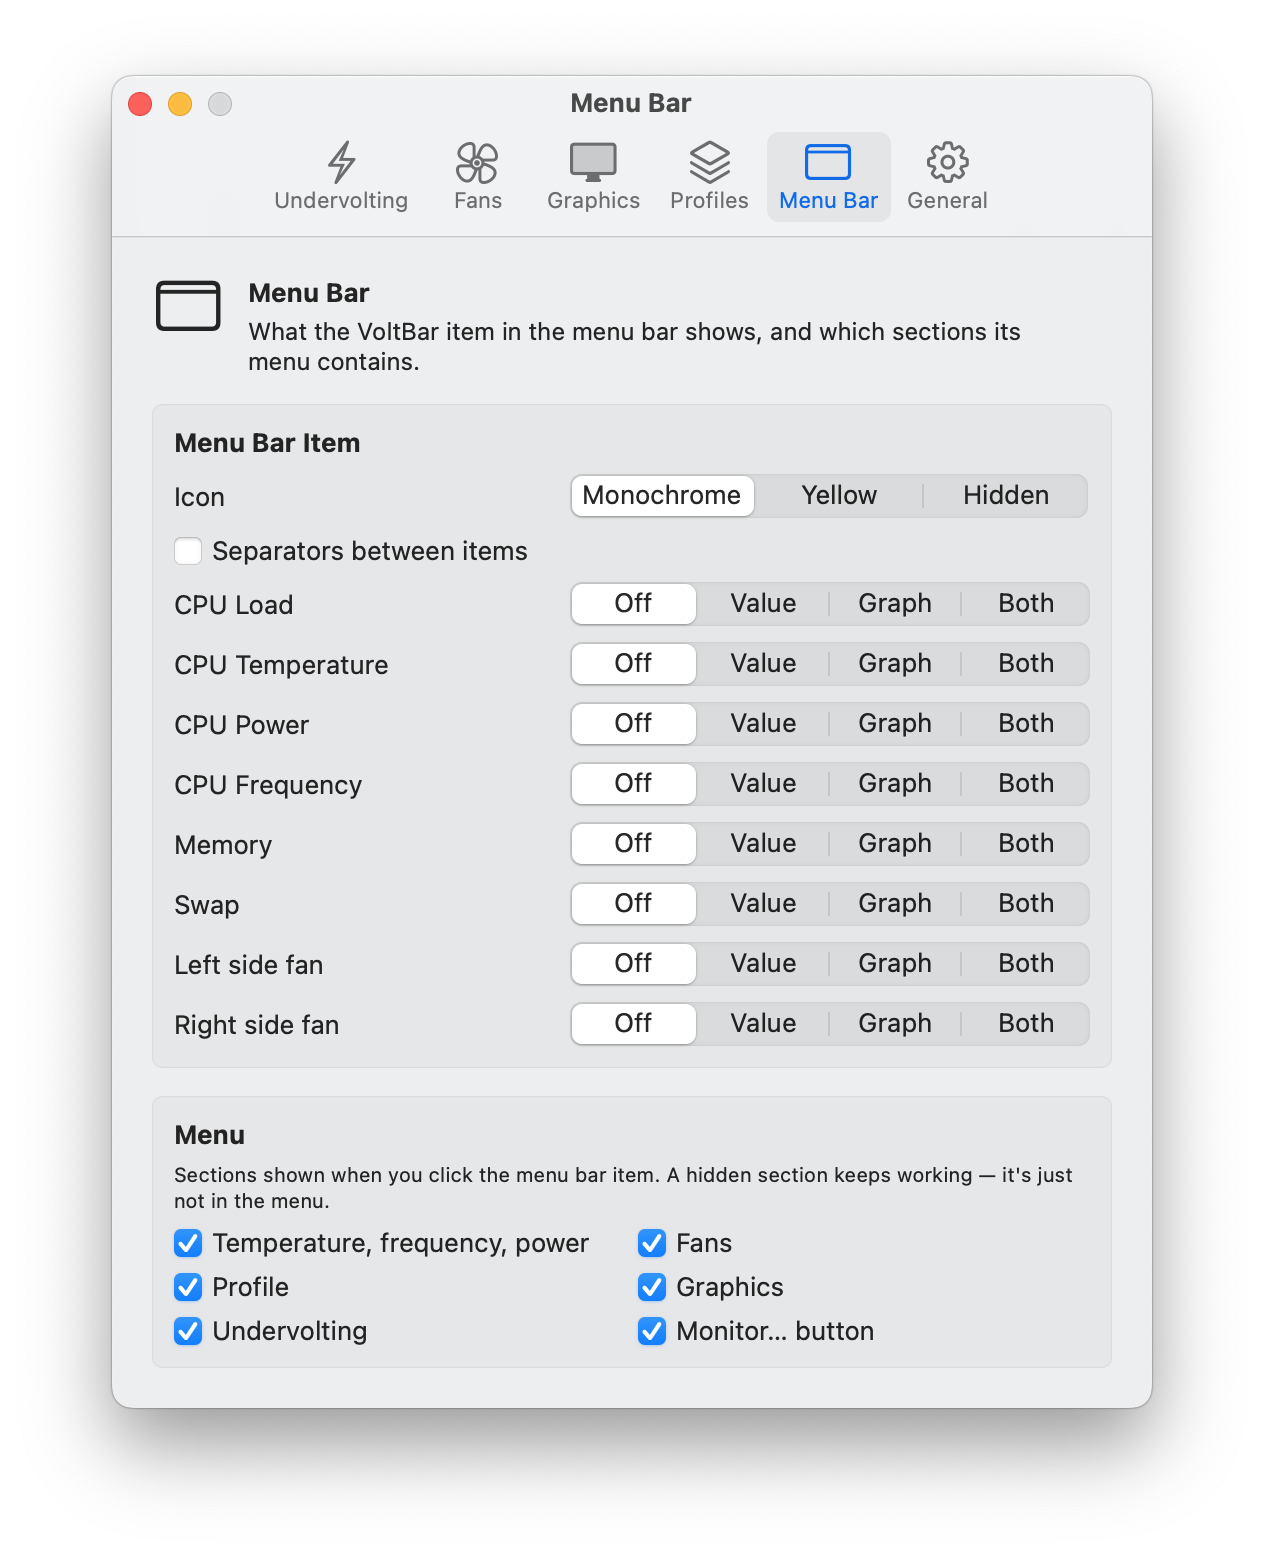 Menu Bar
Undervolting Fans Graphics Profiles Menu Bar General
Menu Bar
What the VoltBar item in the menu bar shows, and which sections its
menu contains.
Menu Bar Item
Icon Monochrome Yellow Hidden
Separators between items
CPU Load Off Value Graph Both
CPU Temperature Off Value Graph Both
CPU Power Off Value Graph Both
CPU Frequency Off Value Graph Both
Memory Off Value Graph Both
Swap Off Value Graph Both
Left side fan Off Value Graph Both
Right side fan Off Value Graph Both
Menu
Sections shown when you click the menu bar item. A hidden section keeps working — it's just
not in the menu.
Temperature, frequency, power Fans
Profile Graphics
Undervolting Monitor... button